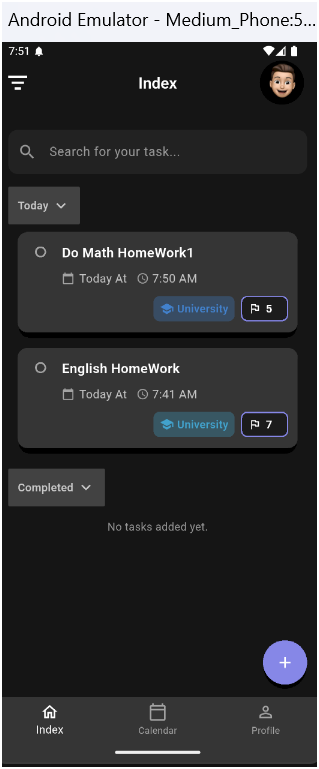 Android Emulator - Medium_Phone:5...
7:51
Index
Search for your task...
Today
Do Math HomeWork1
Today At 7:50 AM
University 5
English HomeWork
Today At 7:41 AM
University 7
Completed
No tasks added yet.
+
Index Calendar Profile